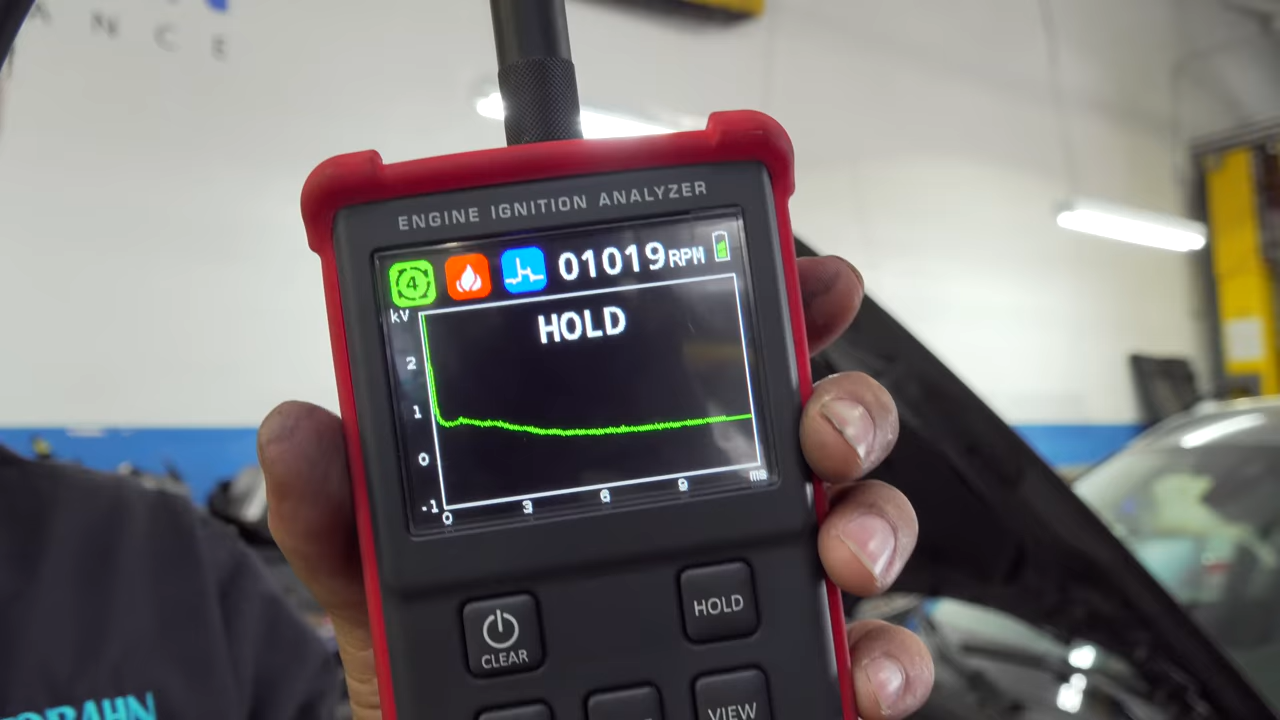 ANCE
ENGINE IGNITION ANALYZER
4
01019RPM
kV
HOLD
2
1
0
-1
0
3
6
9
ms
CLEAR
HOLD
VIEW